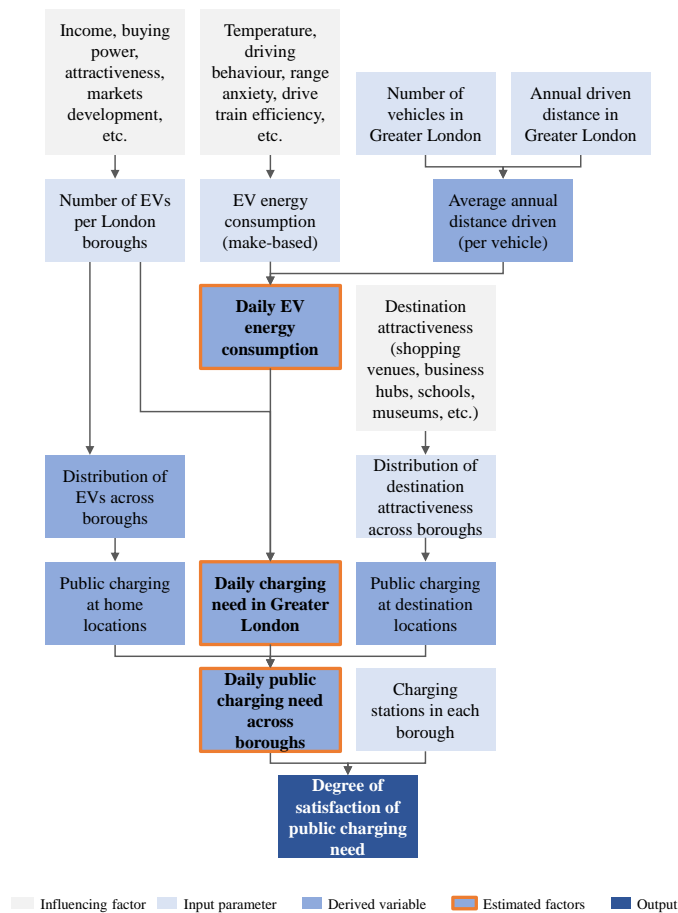 Income, buying
power,
attractiveness,
markets
development,
etc.
Temperature,
driving
behaviour, range
anxiety, drive
train efficiency,
etc.
Number of
vehicles in
Greater London
Annual driven
distance in
Greater London
Number of EVs
per London
boroughs
EV energy
consumption
(make-based)
Average annual
distance driven
(per vehicle)
Daily EV
energy
consumption
Destination
attractiveness
(shopping
venues, business
hubs, schools,
museums, etc.)
Distribution of
EVs across
boroughs
Distribution of
destination
attractiveness
across boroughs
Public charging
at home
locations
Daily charging
need in Greater
London
Public charging
at destination
locations
Daily public
charging need
across
boroughs
Charging
stations in each
borough
Degree of
satisfaction of
public charging
need
Influencing factor
Input parameter
Derived variable
Estimated factors
Output